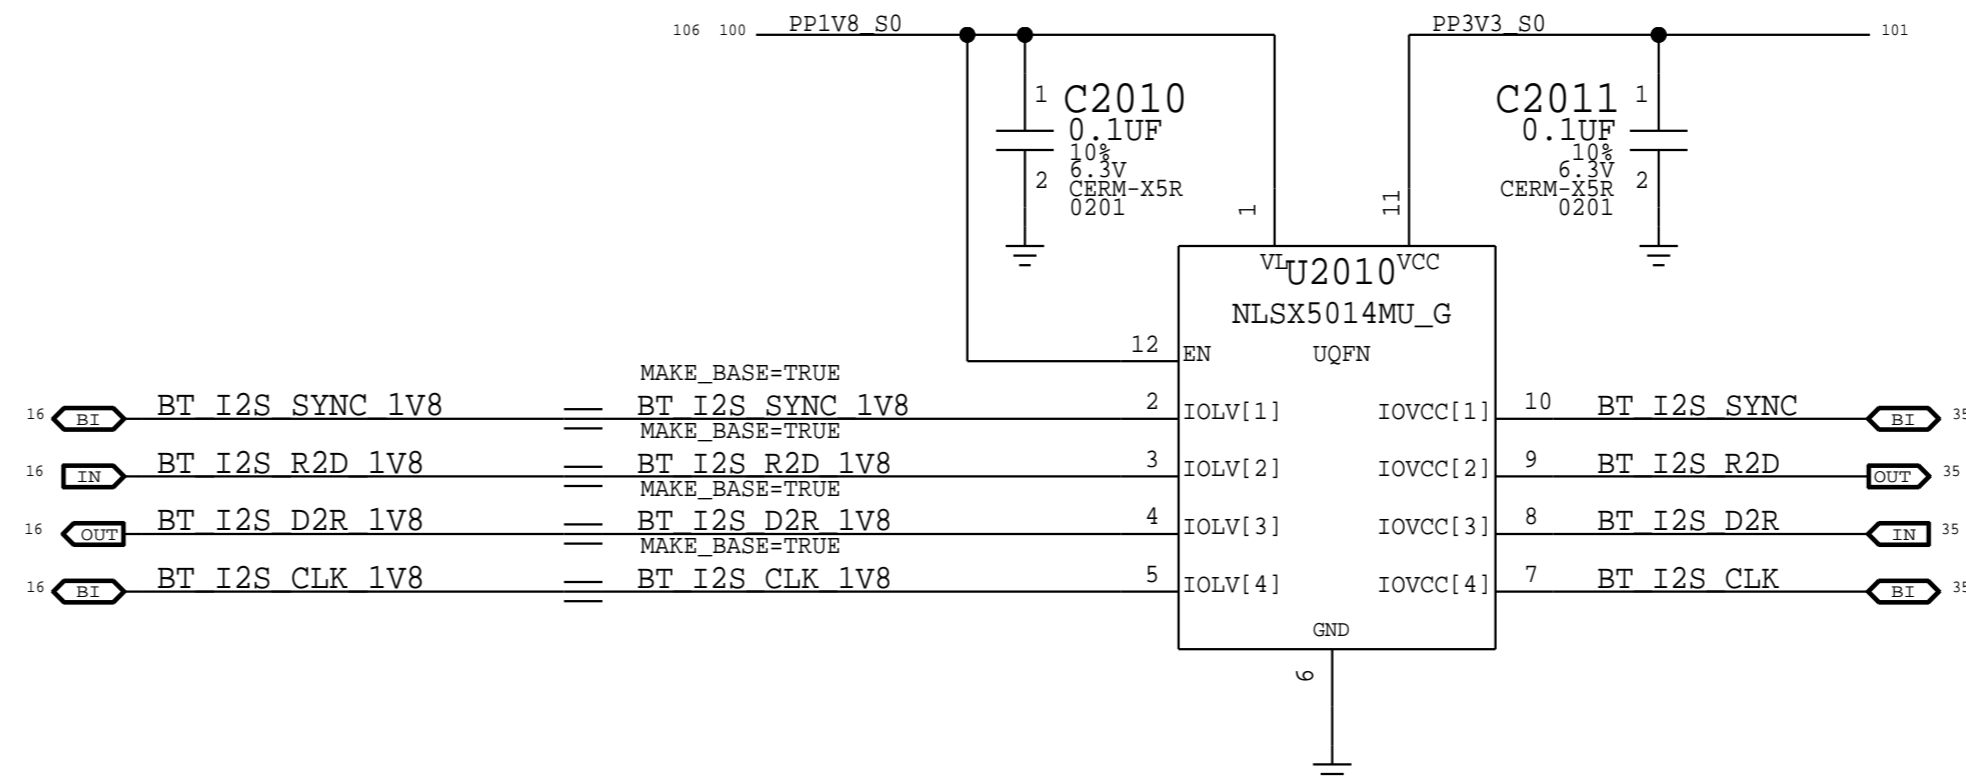 106 100 PP1V8_S0
PP3V3_S0 101
1 C2010
0.1UF
10%
6.3V
2 CERM-X5R
0201
C2011 1
0.1UF
10%
6.3V
CERM-X5R 2
0201
1
11
VL U2010 VCC
NLSX5014MU_G
12 EN UQFN
MAKE_BASE=TRUE
16 BI BT_I2S_SYNC_1V8 BT_I2S_SYNC_1V8 2 IOLV[1] IOVCC[1] 10 BT_I2S_SYNC BI 35
MAKE_BASE=TRUE
16 IN BT_I2S_R2D_1V8 BT_I2S_R2D_1V8 3 IOLV[2] IOVCC[2] 9 BT_I2S_R2D OUT 35
MAKE_BASE=TRUE
16 OUT BT_I2S_D2R_1V8 BT_I2S_D2R_1V8 4 IOLV[3] IOVCC[3] 8 BT_I2S_D2R IN 35
MAKE_BASE=TRUE
16 BI BT_I2S_CLK_1V8 BT_I2S_CLK_1V8 5 IOLV[4] IOVCC[4] 7 BT_I2S_CLK BI 35
GND
6